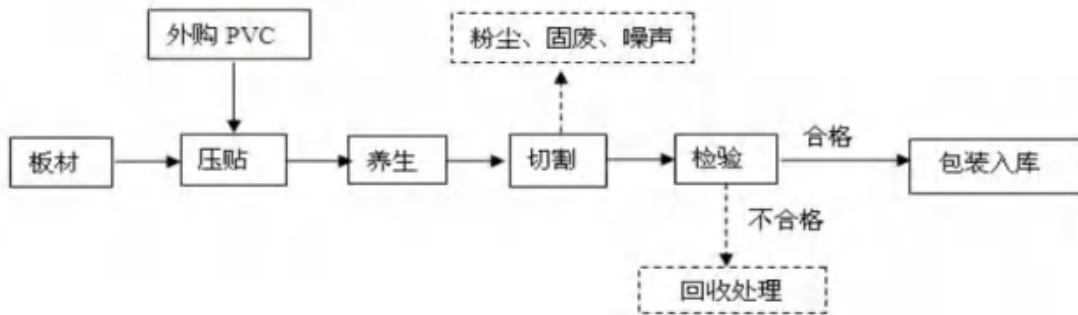 外购 PVC
粉尘、固废、噪声
板材
压贴
养生
切割
检验
合格
包装入库
不合格
回收处理